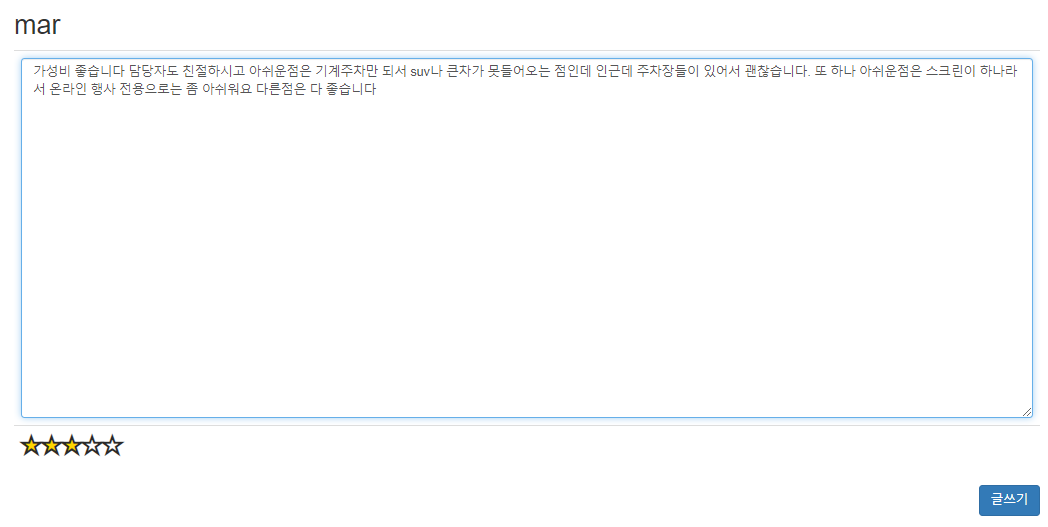 mar
가성비 좋습니다 담당자도 친절하시고 아쉬운점은 기계주차만 되서 suv나 큰차가 못들어오는 점인데 인근데 주차장들이 있어서 괜찮습니다. 또 하나 아쉬운점은 스크린이 하나라
서 온라인 행사 전용으로는 좀 아쉬워요 다른점은 다 좋습니다
글쓰기